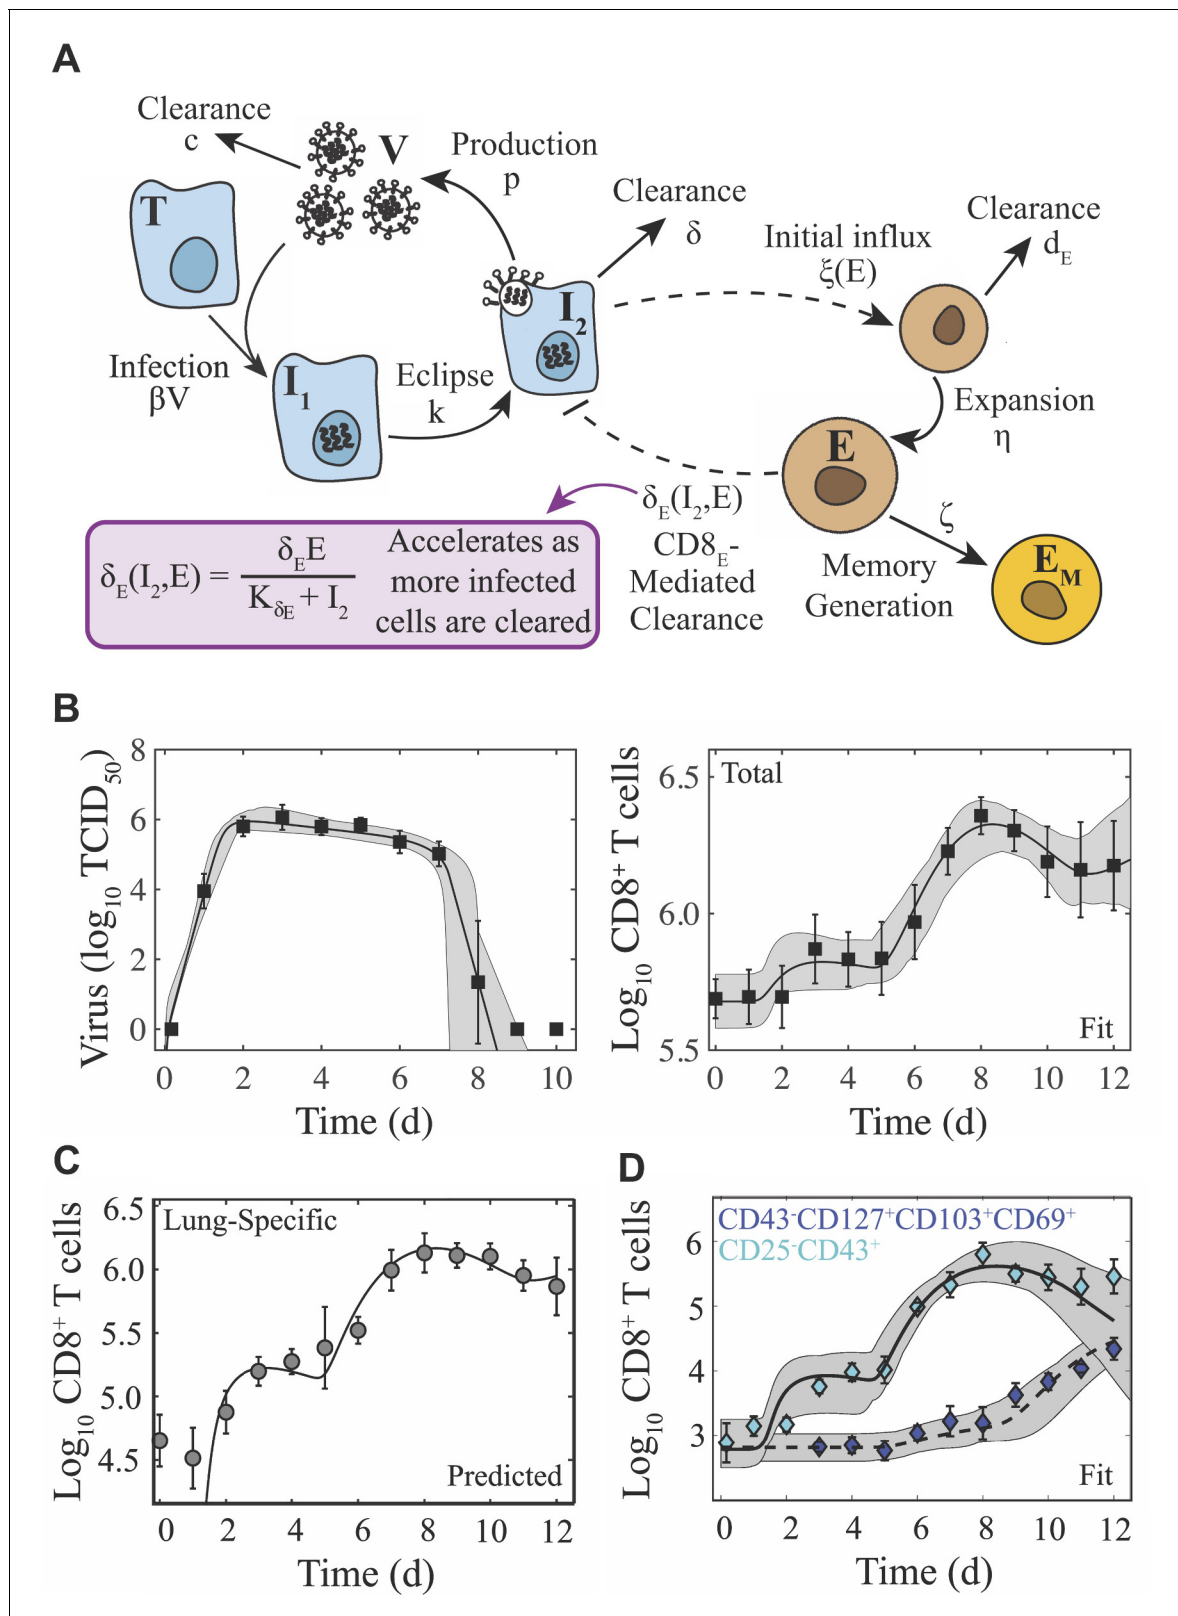 A
Clearance
c
V
Production
p
Clearance
δ
Initial influx
ξ(E)
Clearance
d_E
T
I₂
Infection
βV
I₁
Eclipse
k
Expansion
η
E
δ_E(I₂,E)
CD8_E-
Mediated
Clearance
ζ
Memory
Generation
E_M
δ_E(I₂,E) = δ_E E / (K_δE + I₂)
Accelerates as
more infected
cells are cleared
B
Virus (log₁₀ TCID₅₀)
8
6
4
2
0
0 2 4 6 8 10
Time (d)
Log₁₀ CD8⁺ T cells
Total
6.5
6.0
5.5
Fit
0 2 4 6 8 10 12
Time (d)
C
Log₁₀ CD8⁺ T cells
Lung-Specific
6.5
6.0
5.5
5.0
4.5
Predicted
0 2 4 6 8 10 12
Time (d)
D
Log₁₀ CD8⁺ T cells
CD43⁻CD127⁺CD103⁺CD69⁺
CD25⁻CD43⁺
6
5
4
3
Fit
0 2 4 6 8 10 12
Time (d)